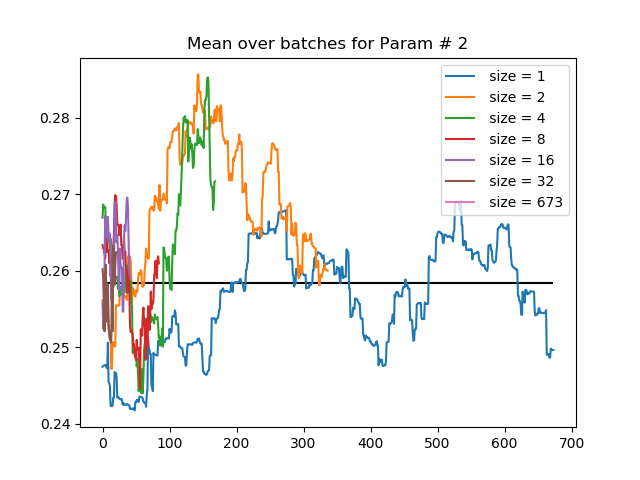 Mean over batches for Param # 2
0.28
0.27
0.26
0.25
0.24
0
100
200
300
400
500
600
700
size = 1
size = 2
size = 4
size = 8
size = 16
size = 32
size = 673